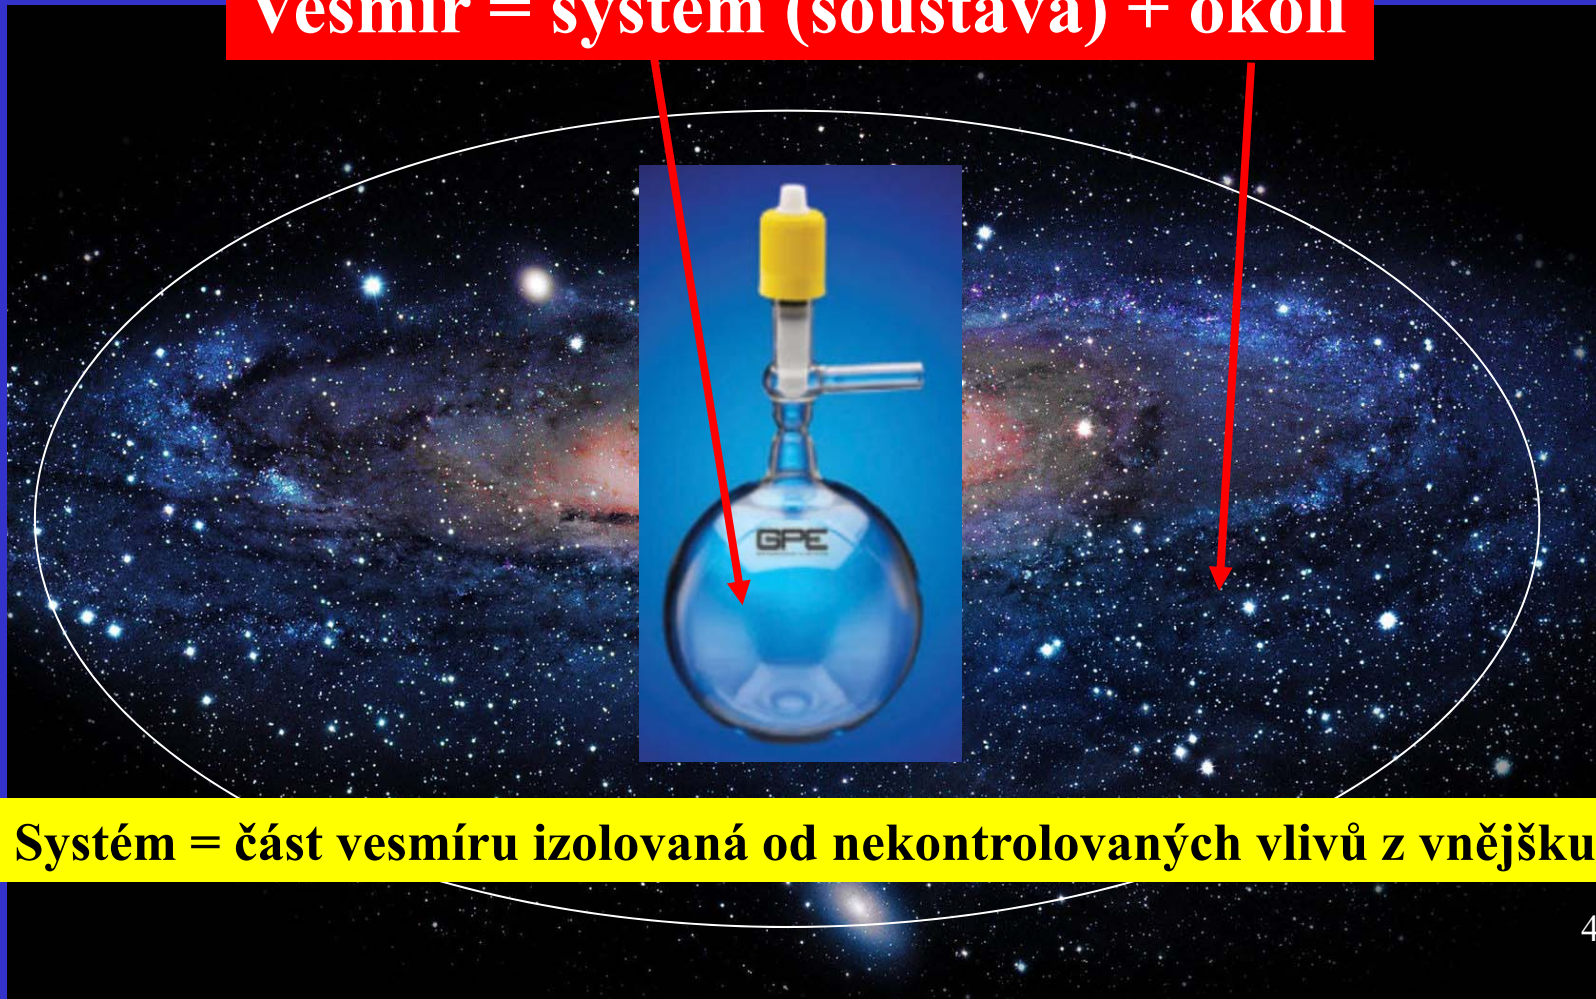 Vesmír = systém (soustava) + okolí
GPE
Systém = část vesmíru izolovaná od nekontrolovaných vlivů z vnějšku
4